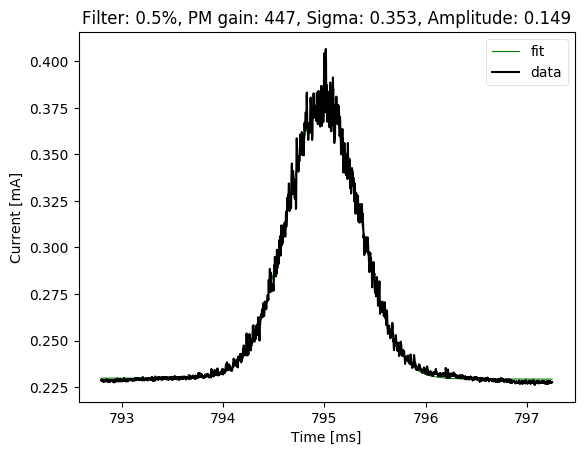 Filter: 0.5%, PM gain: 447, Sigma: 0.353, Amplitude: 0.149
fit
data
0.400
0.375
0.350
0.325
0.300
0.275
0.250
0.225
Current [mA]
793
794
795
796
797
Time [ms]